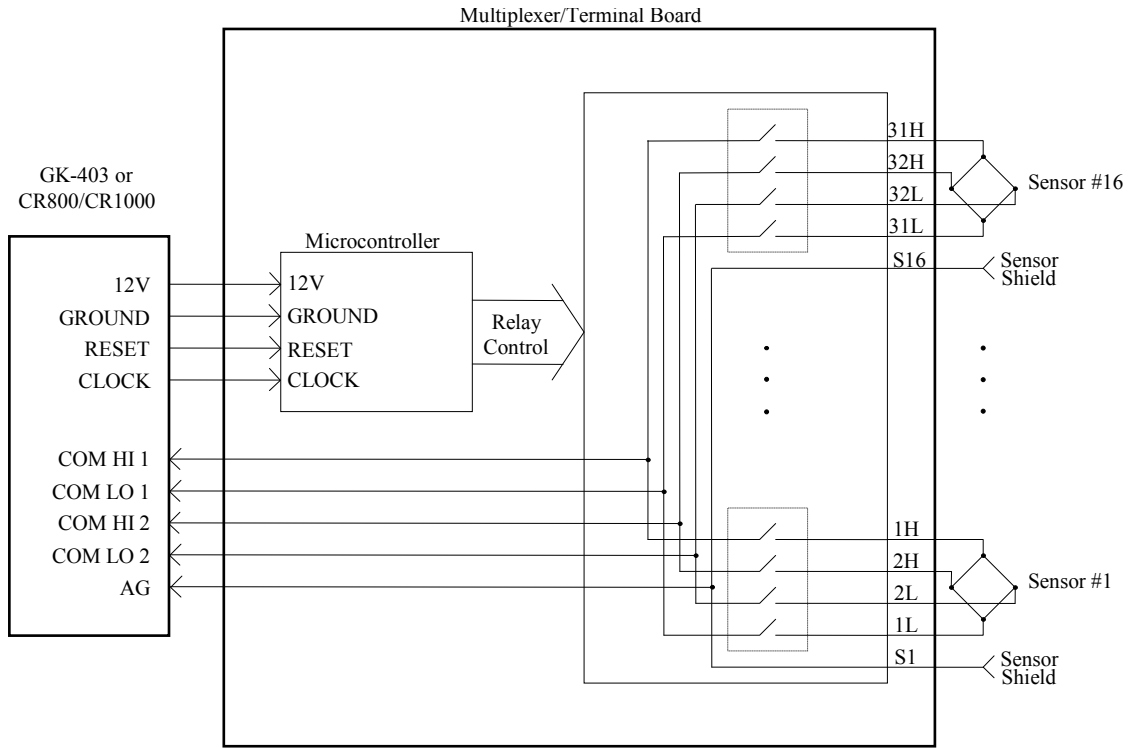 Multiplexer/Terminal Board
GK-403 or
CR800/CR1000
12V
GROUND
RESET
CLOCK
COM HI 1
COM LO 1
COM HI 2
COM LO 2
AG
Microcontroller
12V
GROUND
RESET
CLOCK
Relay
Control
31H
32H
32L
31L
S16
Sensor #16
Sensor
Shield
1H
2H
2L
1L
S1
Sensor #1
Sensor
Shield